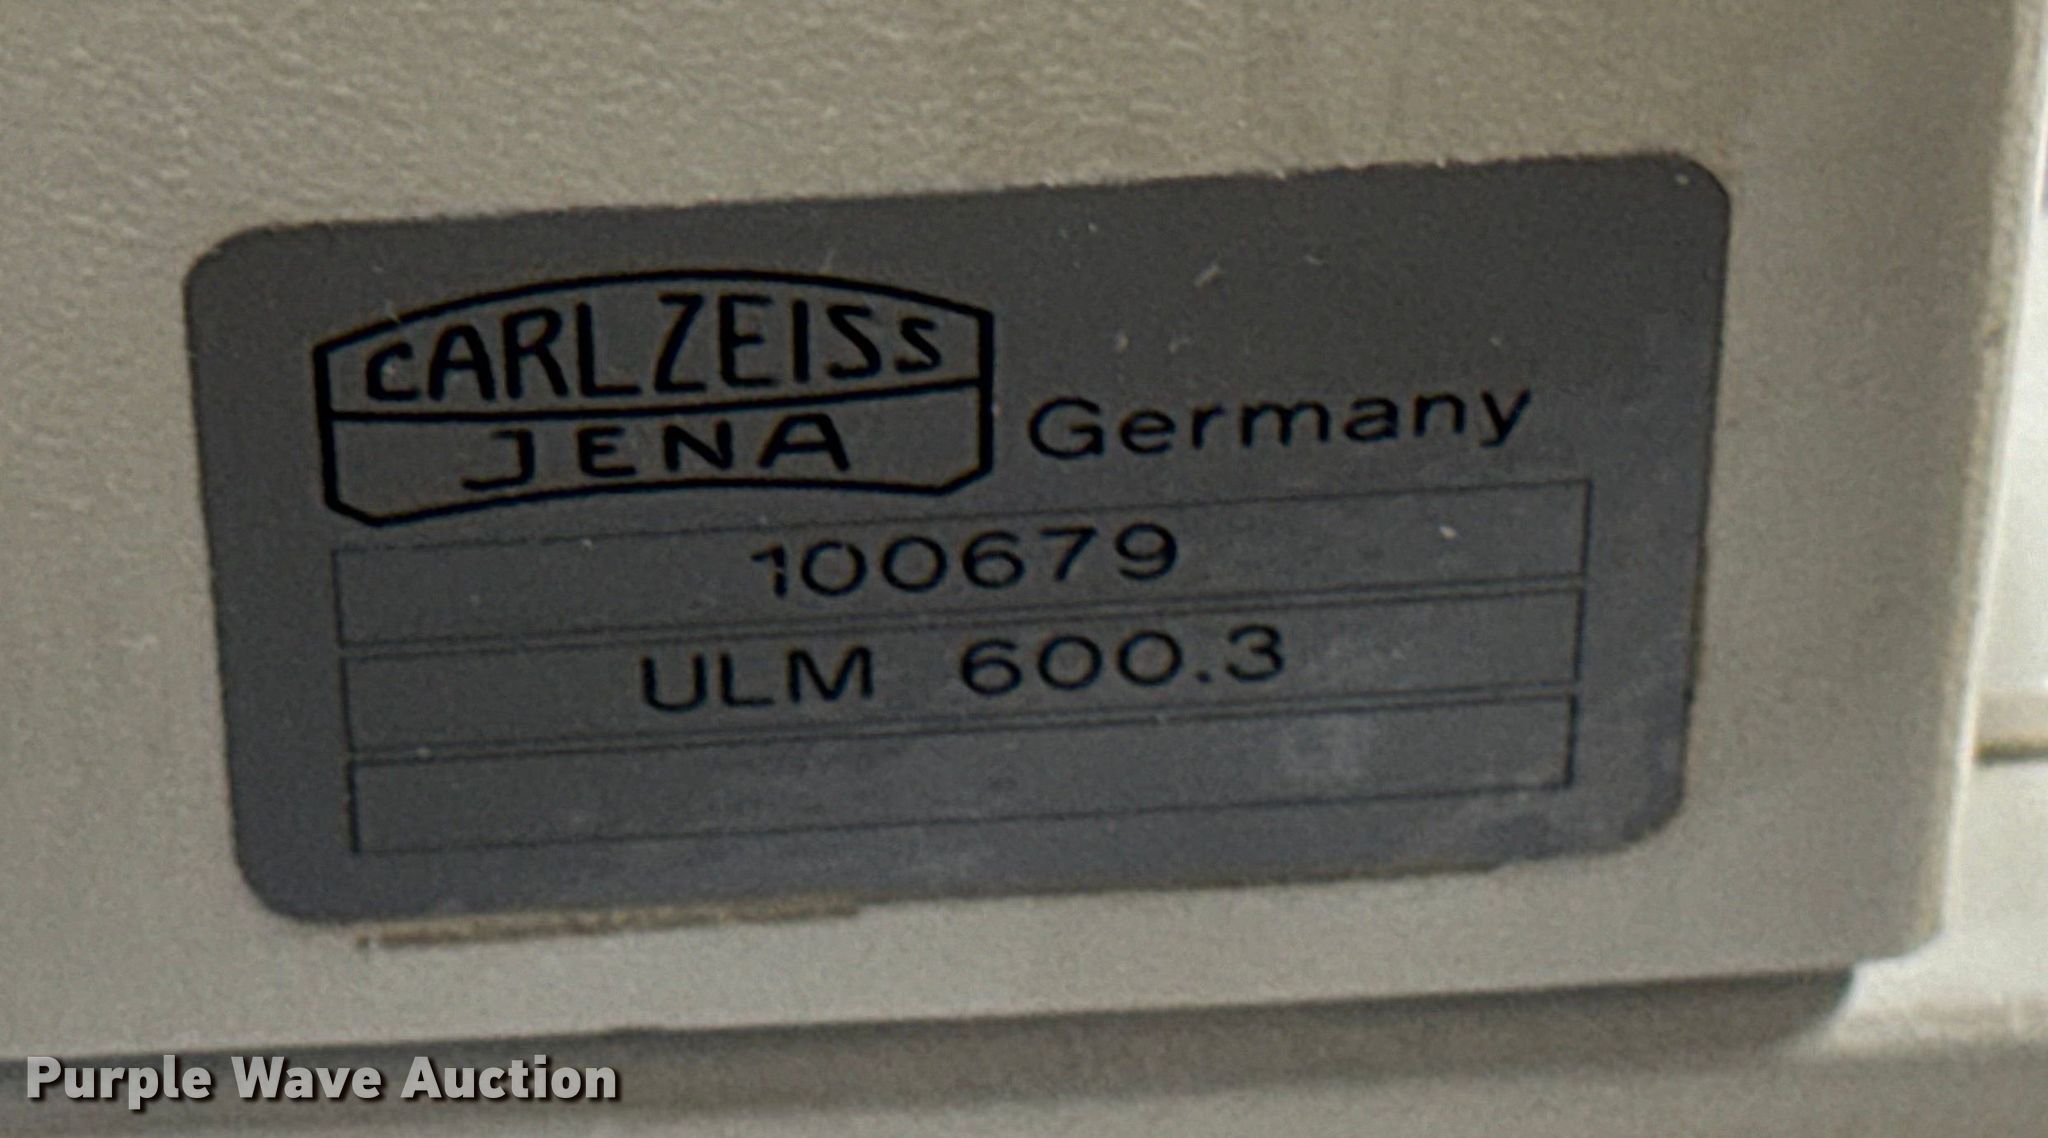 CARL ZEISS
JENA
Germany
100679
ULM 600.3
Purple Wave Auction